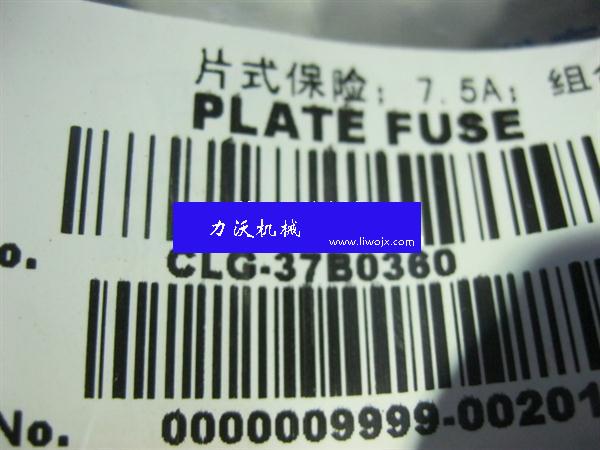 片式保险; 7.5A; 组
PLATE FUSE
力沃机械
www.liwojx.com
o. CLG-37B0360
No. 0000009999-00201